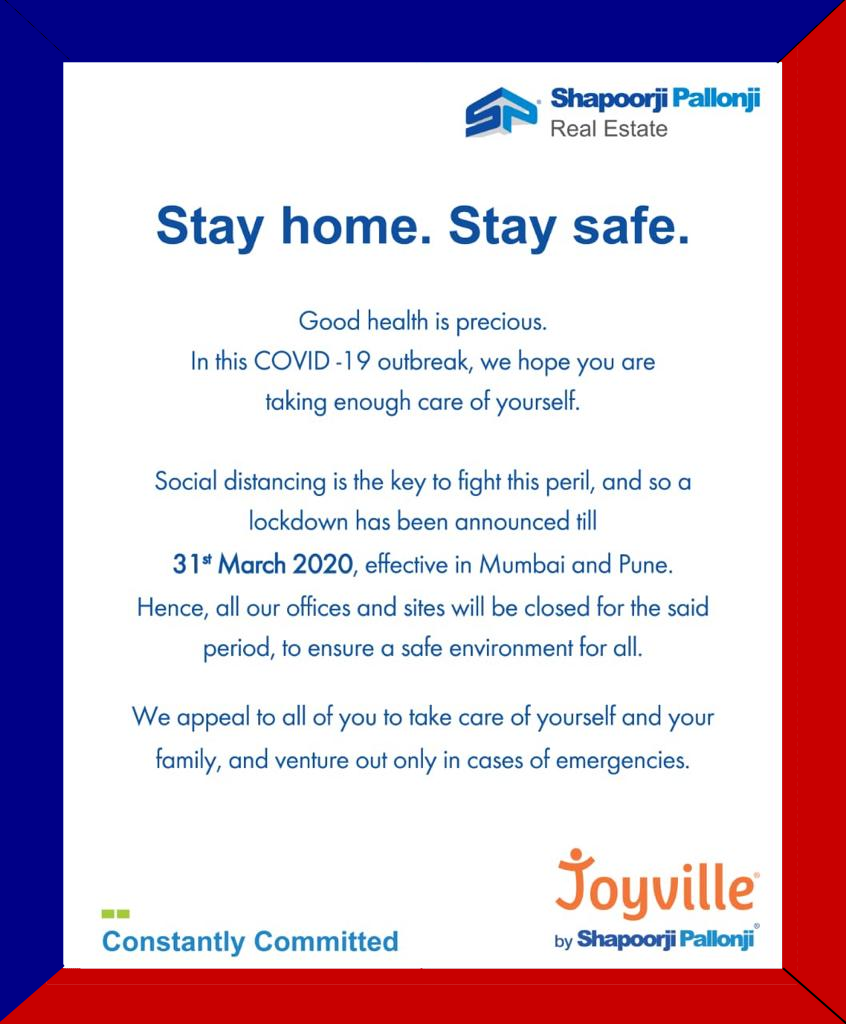 SP
Shapoorji Pallonji
Real Estate
Stay home. Stay safe.
Good health is precious.
In this COVID -19 outbreak, we hope you are
taking enough care of yourself.
Social distancing is the key to fight this peril, and so a
lockdown has been announced till
31st March 2020, effective in Mumbai and Pune.
Hence, all our offices and sites will be closed for the said
period, to ensure a safe environment for all.
We appeal to all of you to take care of yourself and your
family, and venture out only in cases of emergencies.
Constantly Committed
Joyville®
by Shapoorji Pallonji®